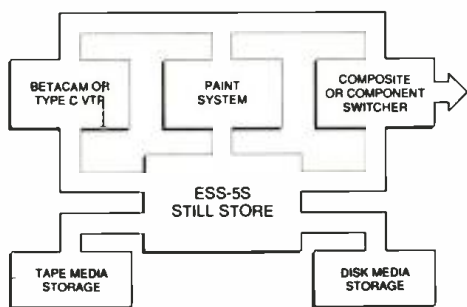 BETACAM OR
TYPE C VTR
PAINT
SYSTEM
COMPOSITE
OR COMPONENT
SWITCHER
ESS-5S
STILL STORE
TAPE MEDIA
STORAGE
DISK MEDIA
STORAGE